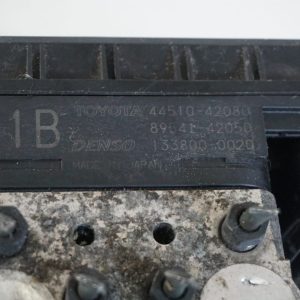 1B
TOYOTA 44510-42080
89541-42050
DENSO 133800-0020
MADE IN JAPAN